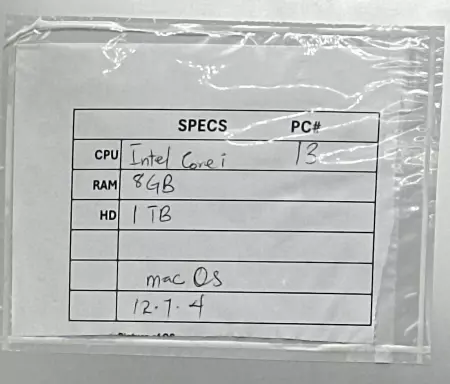 SPECS PC#
CPU Intel Core i 13
RAM 8GB
HD 1 TB
mac OS
12.7.4